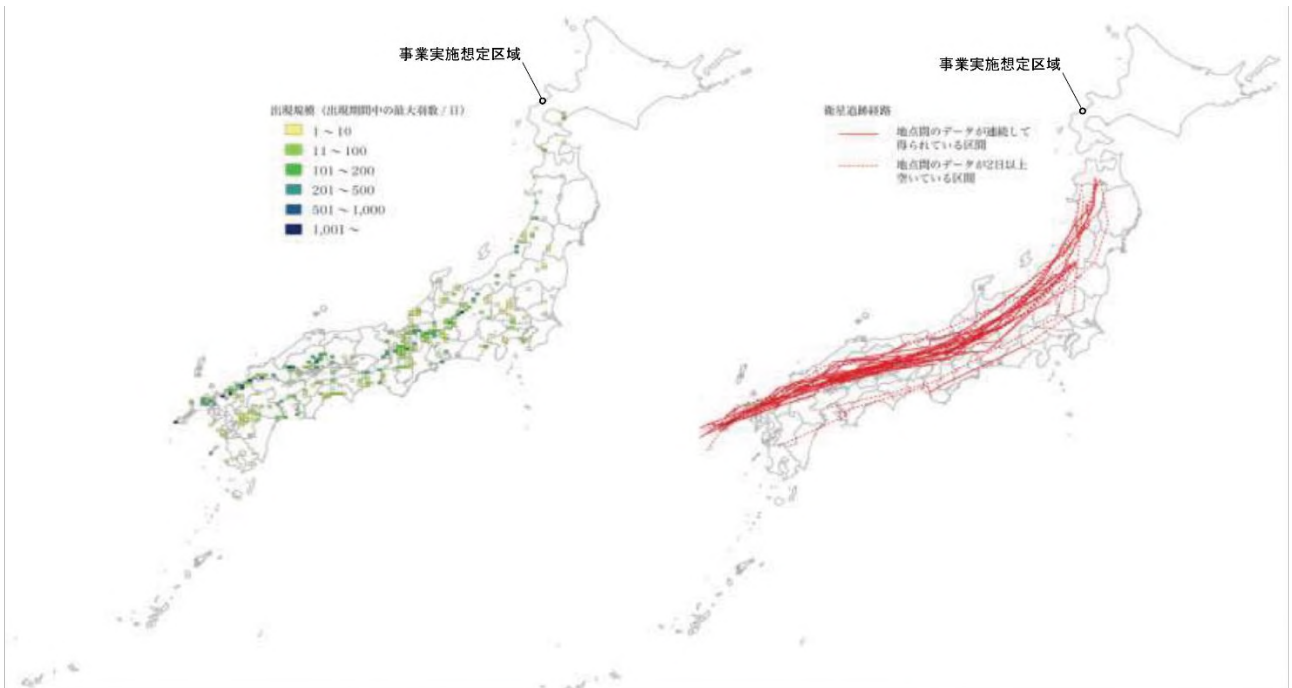 事業実施想定区域
出現規模（出現期間中の最大羽数 / 日）
1 ～ 10
11 ～ 100
101 ～ 200
201 ～ 500
501 ～ 1,000
1,001 ～
事業実施想定区域
衛星追跡経路
地点間のデータが連続して
得られている区間
地点間のデータが2日以上
空いている区間